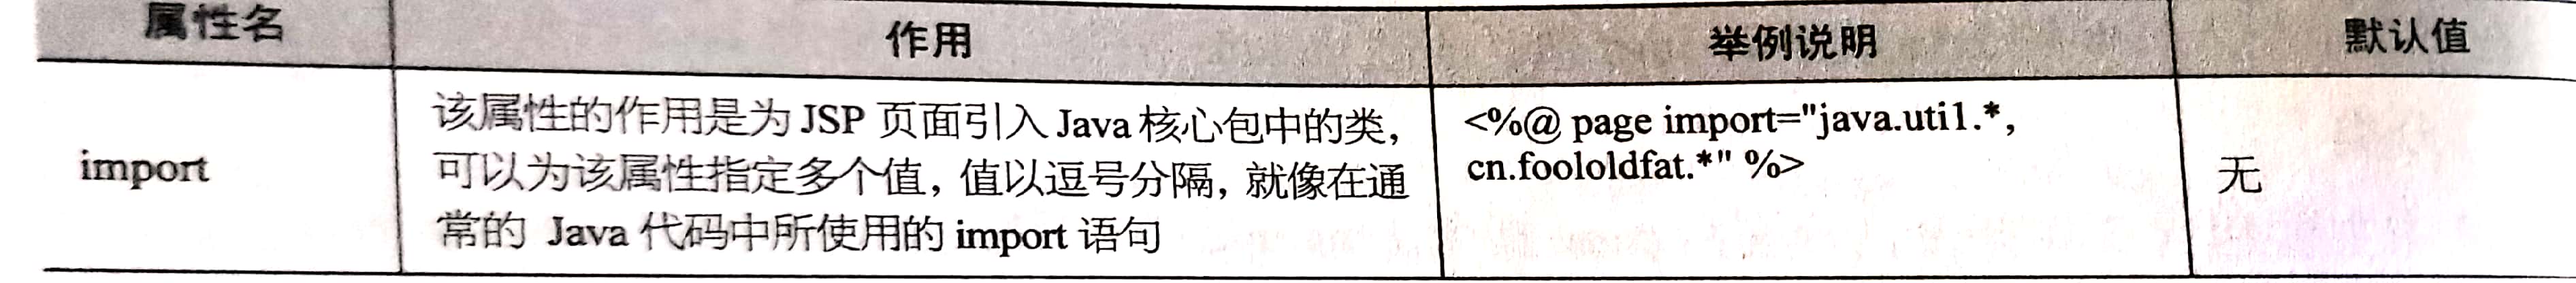 属性名 作用 举例说明 默认值
import
该属性的作用是为 JSP 页面引入 Java 核心包中的类,
可以为该属性指定多个值, 值以逗号分隔, 就像在通
常的 Java 代码中所使用的 import 语句
<%@ page import="java.uti1.*,
cn.foololdfat.*" %>
无